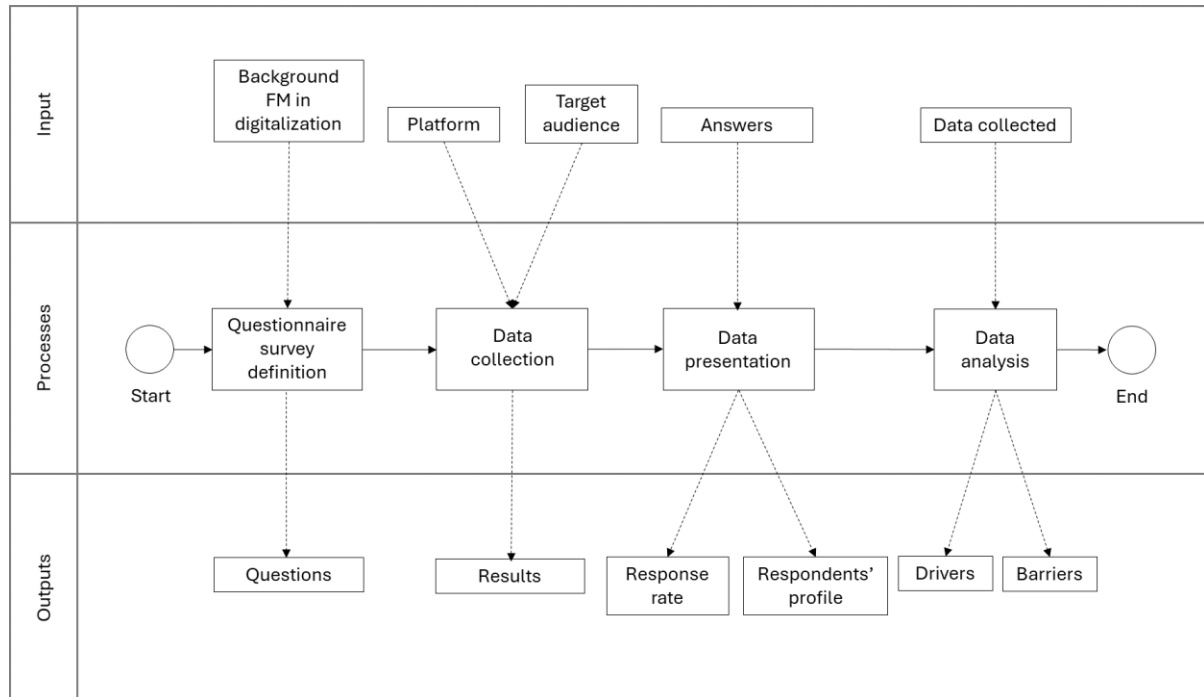 Input
Background
FM in
digitalization
Platform
Target
audience
Answers
Data collected
Processes
Start
Questionnaire
survey
definition
Data
collection
Data
presentation
Data
analysis
End
Outputs
Questions
Results
Response
rate
Respondents’
profile
Drivers
Barriers